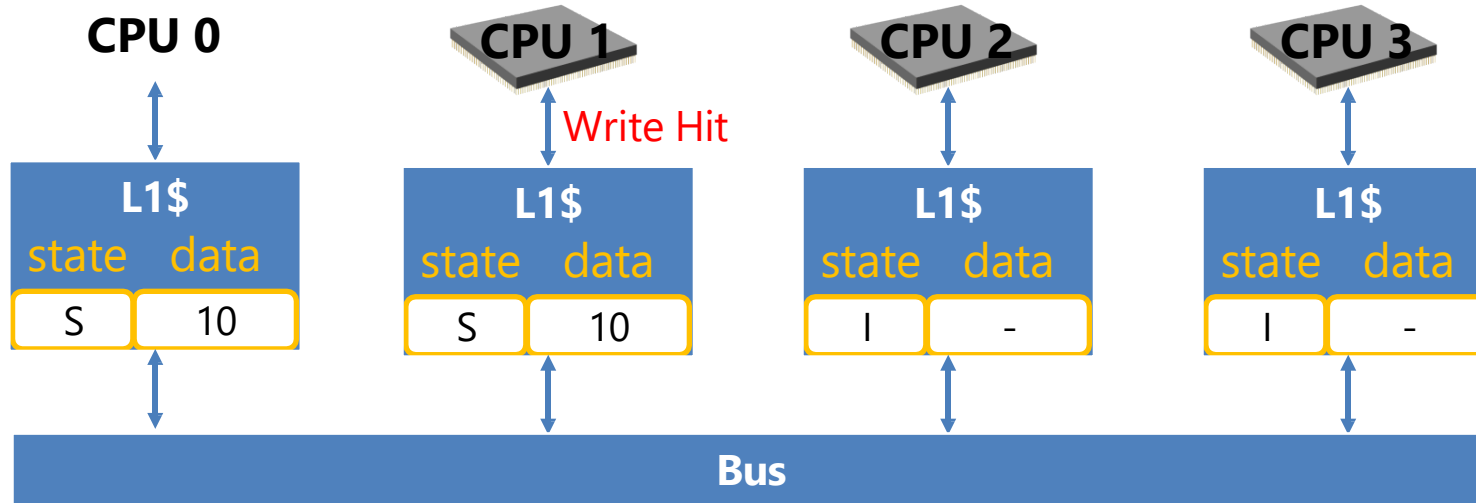 CPU 0 CPU 1 CPU 2 CPU 3
Write Hit
L1$ L1$ L1$ L1$
state data state data state data state data
S 10 S 10 I - I -
Bus